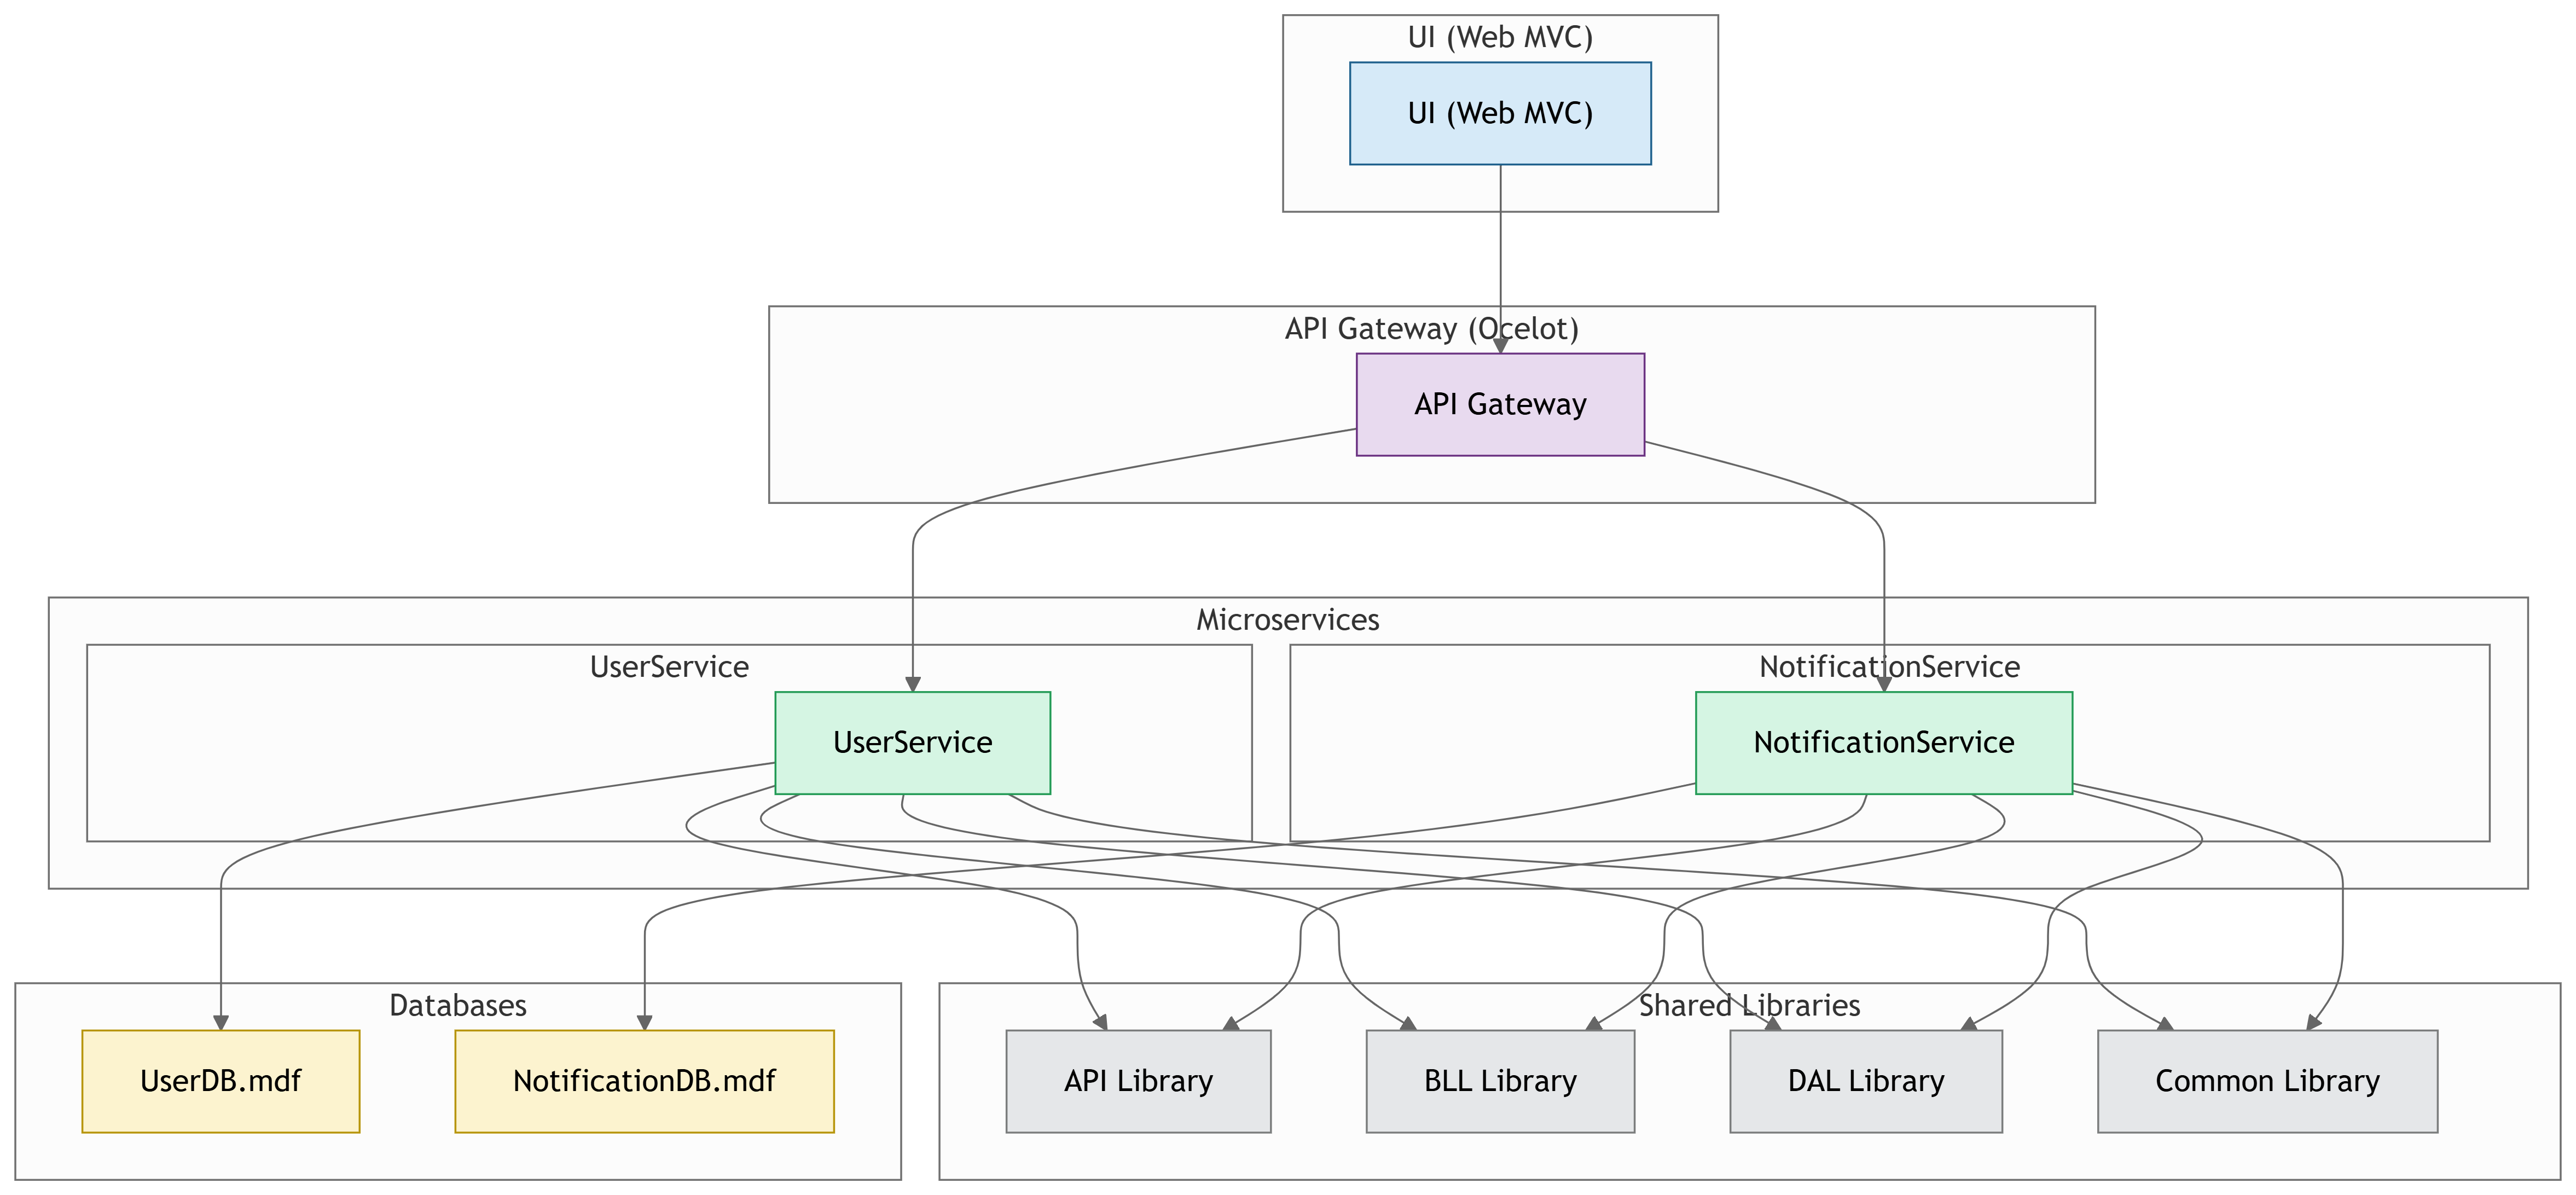 UI (Web MVC)
UI (Web MVC)
API Gateway (Ocelot)
API Gateway
Microservices
UserService
NotificationService
UserService
NotificationService
Databases
Shared Libraries
UserDB.mdf
NotificationDB.mdf
API Library
BLL Library
DAL Library
Common Library